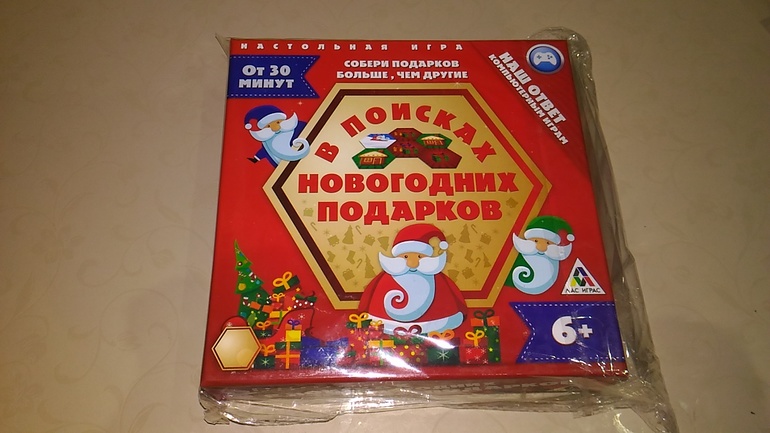 НАСТОЛЬНАЯ ИГРА
ОТ 30
МИНУТ
СОБЕРИ ПОДАРКОВ
БОЛЬШЕ, ЧЕМ ДРУГИЕ
НАШ ОТВЕТ
КОМПЬЮТЕРНЫМ ИГРАМ
В ПОИСКАХ
НОВОГОДНИХ
ПОДАРКОВ
ЛАС ИГРАС
6+